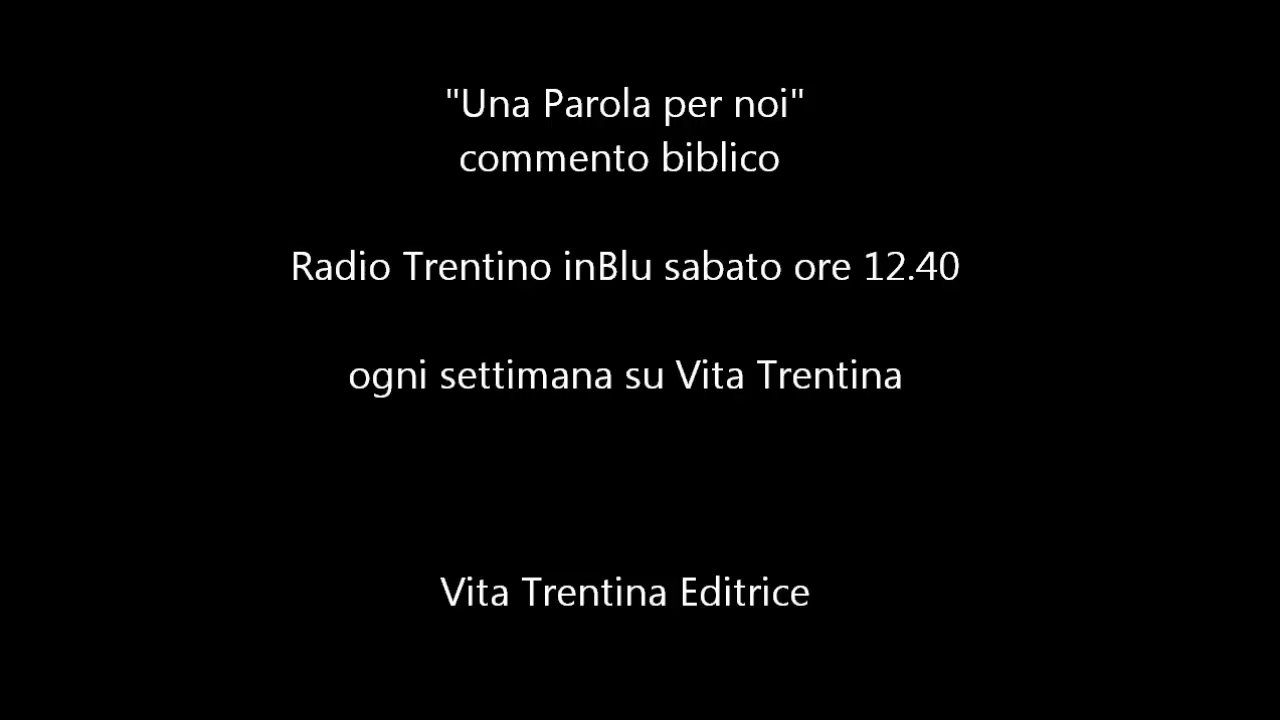 "Una Parola per noi"
commento biblico
Radio Trentino inBlu sabato ore 12.40
ogni settimana su Vita Trentina
Vita Trentina Editrice